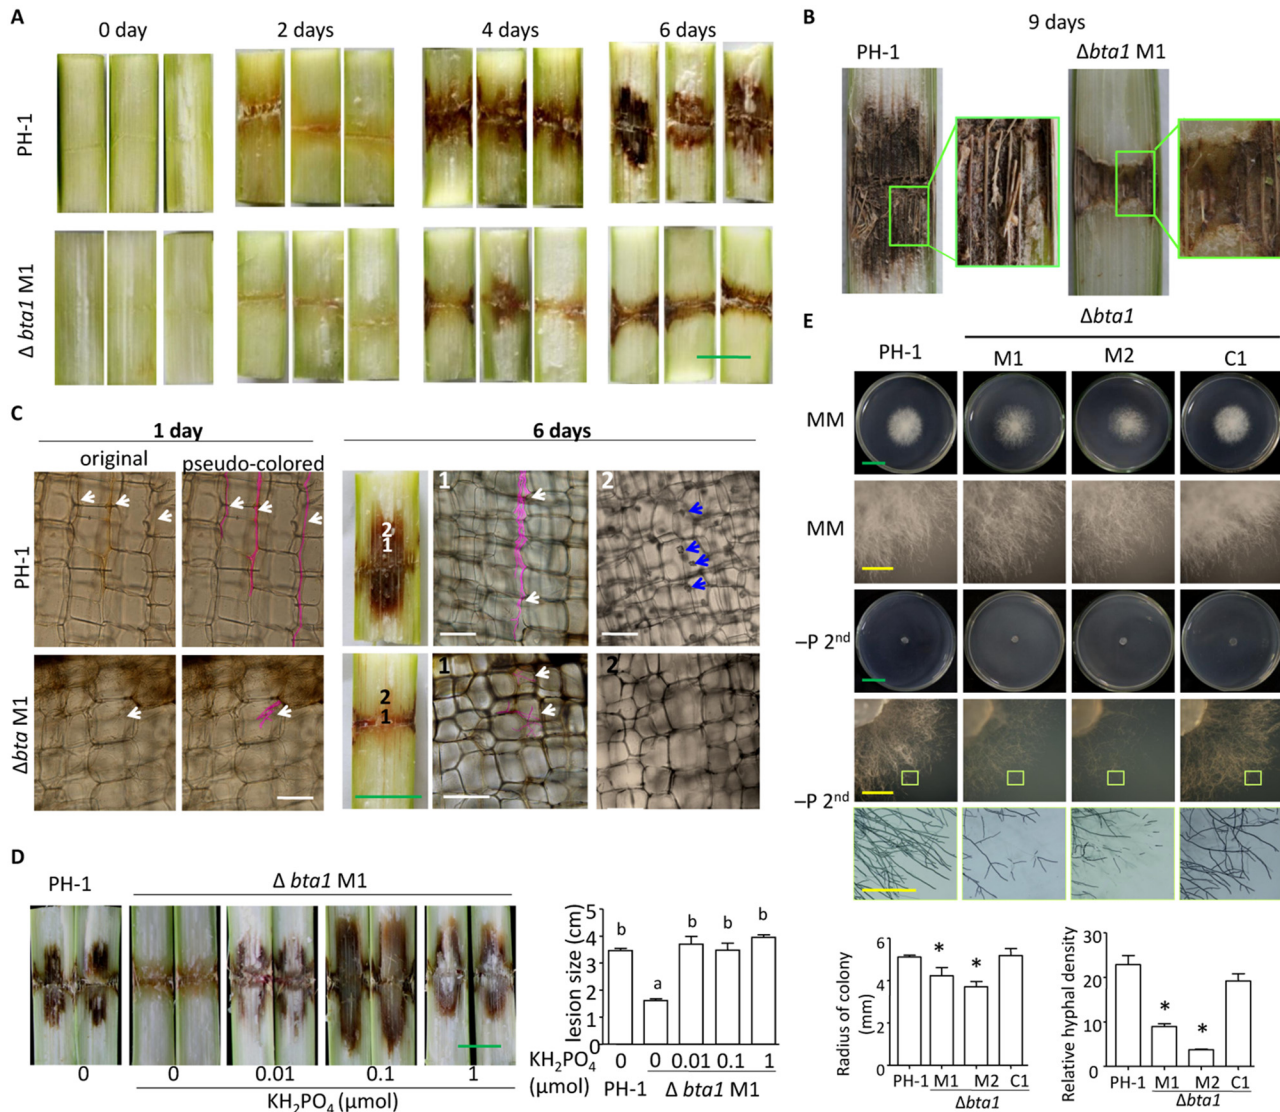 A
0 day
2 days
4 days
6 days
PH-1
Δ bta1 M1
B
9 days
PH-1
Δbta1 M1
C
1 day
6 days
original
pseudo-colored
PH-1
Δbta M1
2
1
1
2
2
1
1
2
D
PH-1
Δ bta1 M1
0
0
0.01
0.1
1
KH₂PO₄ (μmol)
lesion size (cm)
5
4
3
2
1
0
b
a
b
b
b
KH₂PO₄
(μmol)
0
0
0.01
0.1
1
PH-1
Δ bta1 M1
E
Δbta1
PH-1
M1
M2
C1
MM
MM
–P 2nd
–P 2nd
Radius of colony
(mm)
6
4
2
0
*
*
PH-1
M1
M2
C1
Δbta1
Relative hyphal density
30
20
10
0
*
*
PH-1
M1
M2
C1
Δbta1